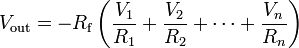 V_out = −R_f ( V_1/R_1 + V_2/R_2 + ⋯ + V_n/R_n )